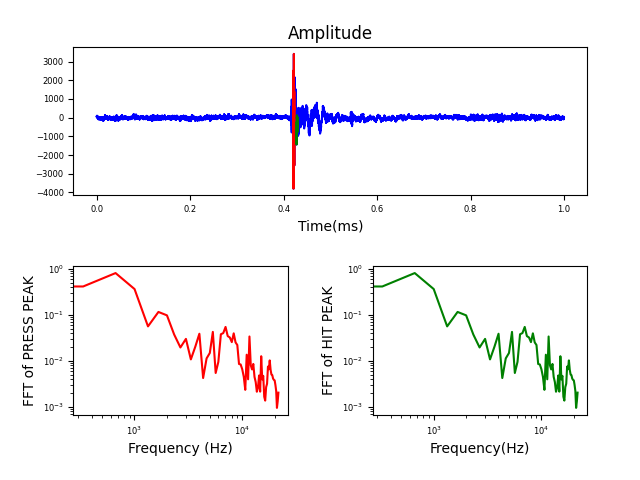 Amplitude
3000
2000
1000
0
−1000
−2000
−3000
−4000
0.0 0.2 0.4 0.6 0.8 1.0
Time(ms)
FFT of PRESS PEAK
10⁰
10⁻¹
10⁻²
10⁻³
10³ 10⁴
Frequency (Hz)
FFT of HIT PEAK
10⁰
10⁻¹
10⁻²
10⁻³
10³ 10⁴
Frequency(Hz)